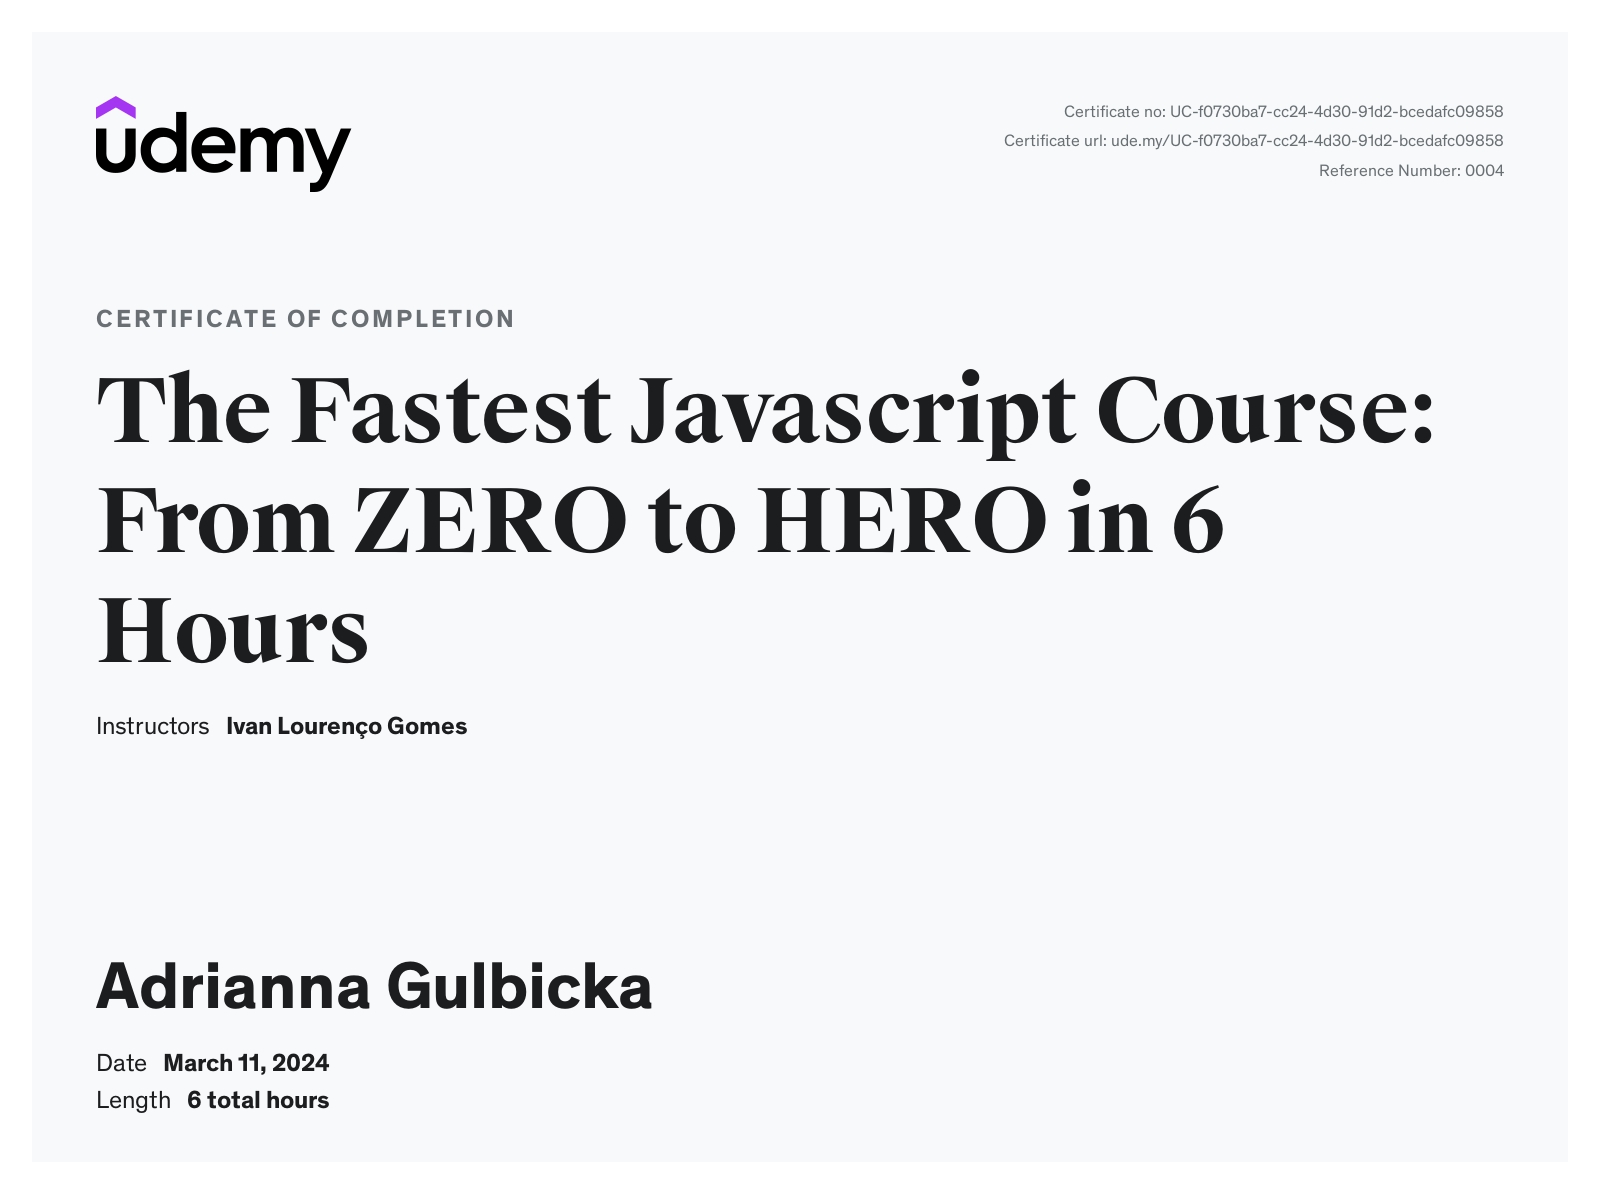 udemy
Certificate no: UC-f0730ba7-cc24-4d30-91d2-bcedafc09858
Certificate url: ude.my/UC-f0730ba7-cc24-4d30-91d2-bcedafc09858
Reference Number: 0004
CERTIFICATE OF COMPLETION
The Fastest Javascript Course:
From ZERO to HERO in 6
Hours
Instructors Ivan Lourenço Gomes
Adrianna Gulbicka
Date March 11, 2024
Length 6 total hours